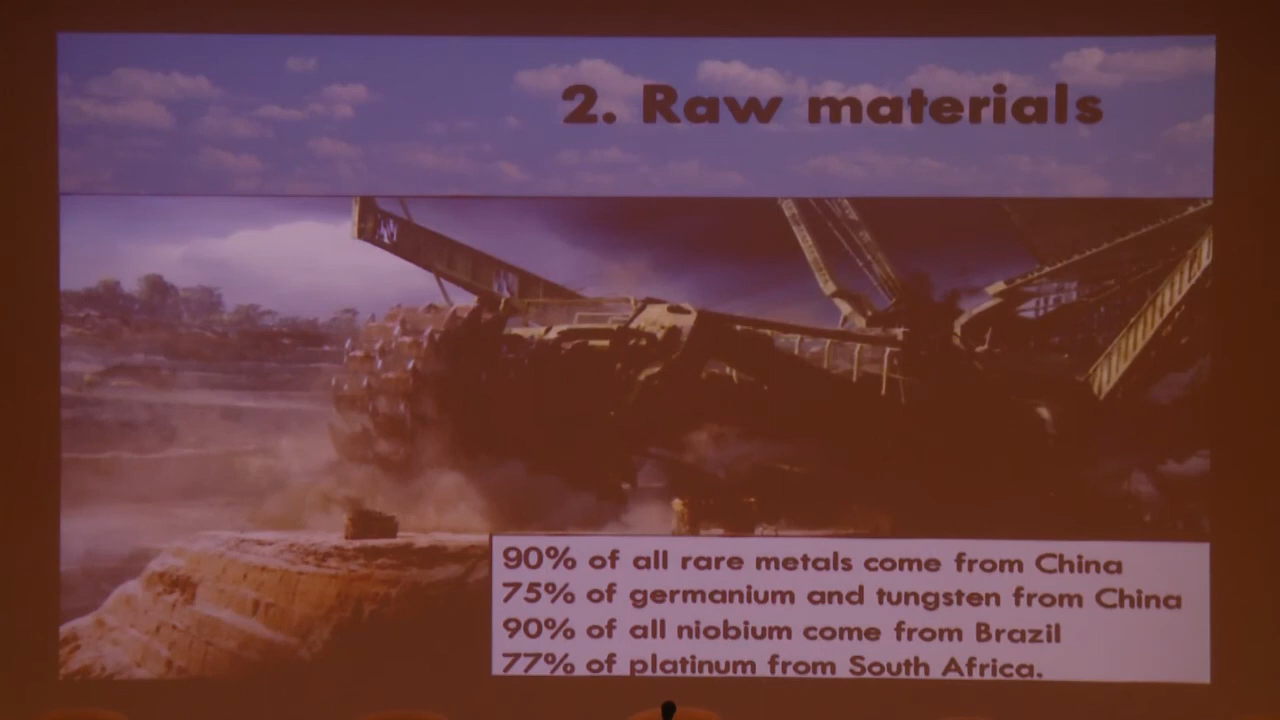 2. Raw materials
90% of all rare metals come from China
75% of germanium and tungsten from China
90% of all niobium come from Brazil
77% of platinum from South Africa.